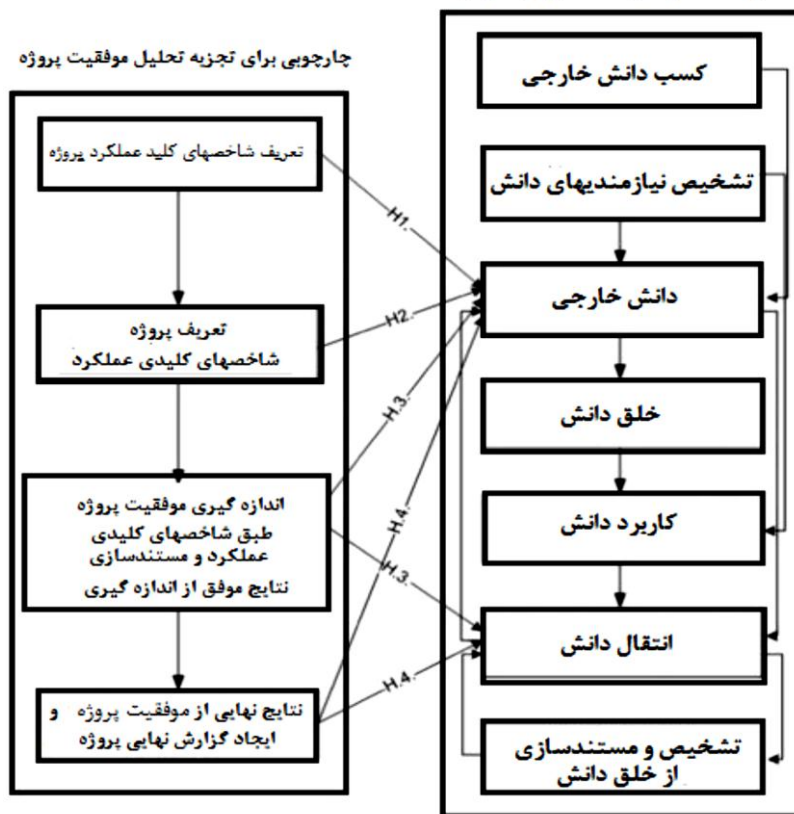 چارچوبی برای تجزیه تحلیل موفقیت پروژه
کسب دانش خارجی
تعریف شاخصهای کلید عملکرد پروژه
تشخیص نیازمندیهای دانش
H1.
دانش خارجی
تعریف پروژه
شاخصهای کلیدی عملکرد
H2.
خلق دانش
H.3.
اندازه گیری موفقیت پروژه
طبق شاخصهای کلیدی
عملکرد و مستندسازی
نتایج موفق از اندازه گیری
کاربرد دانش
H.4.
H.3.
انتقال دانش
H.4.
نتایج نهایی از موفقیت پروژه و
ایجاد گزارش نهایی پروژه
تشخیص و مستندسازی
از خلق دانش